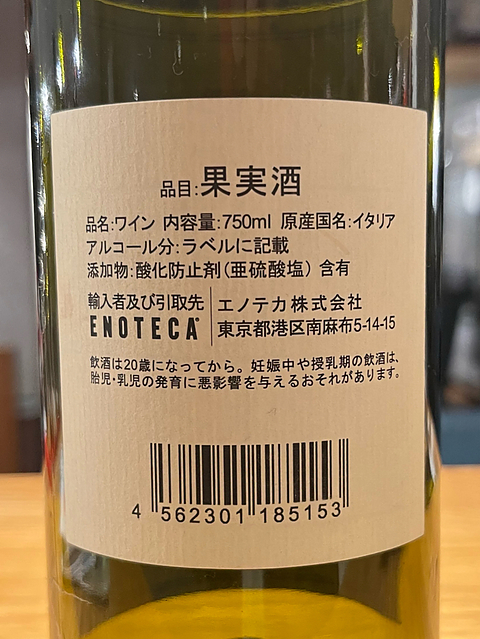 品目:果実酒
品名:ワイン 内容量:750ml 原産国名:イタリア
アルコール分:ラベルに記載
添加物:酸化防止剤(亜硫酸塩) 含有
輸入者及び引取先
ENOTECA
エノテカ株式会社
東京都港区南麻布5-14-15
飲酒は20歳になってから。妊娠中や授乳期の飲酒は、
胎児・乳児の発育に悪影響を与えるおそれがあります。
4 562301 185153